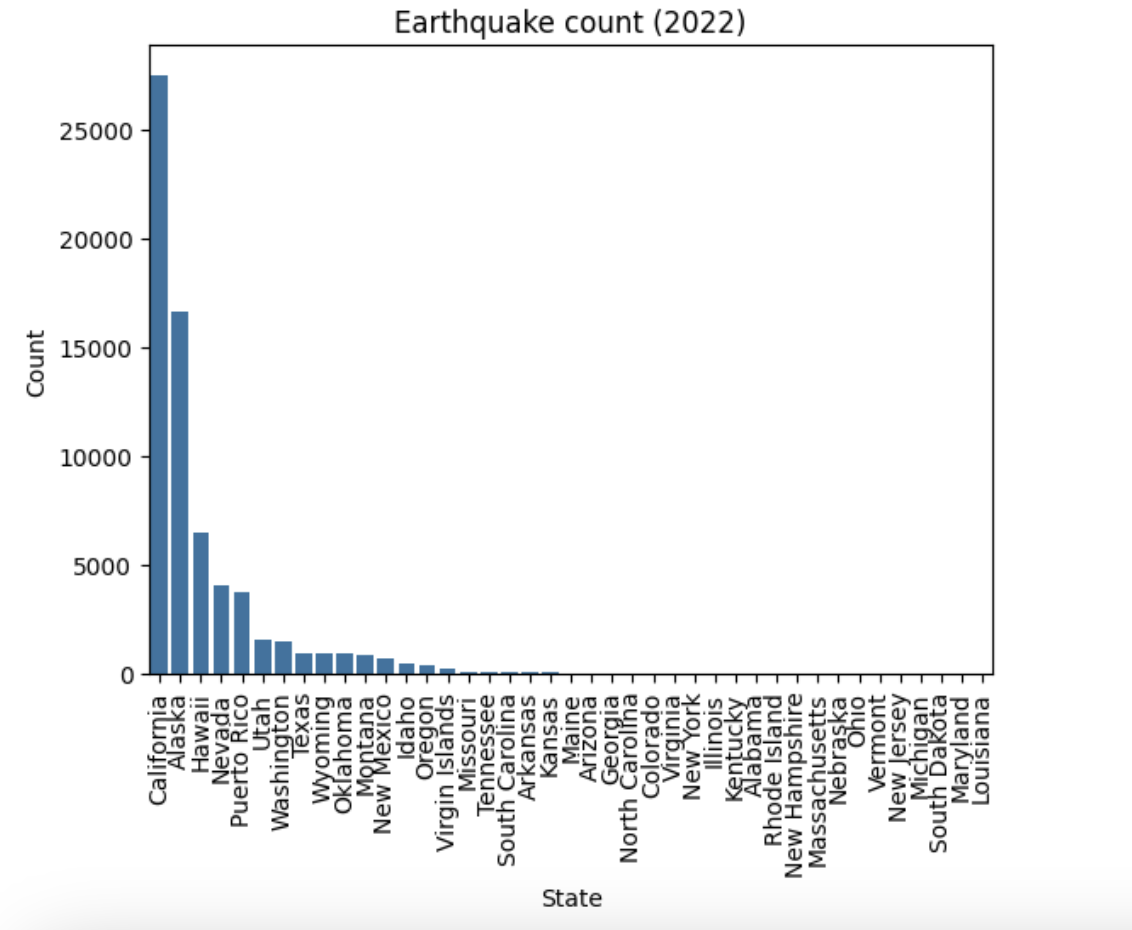 Earthquake count (2022)
Count
25000
20000
15000
10000
5000
0
California
Alaska
Hawaii
Nevada
Puerto Rico
Utah
Washington
Texas
Wyoming
Oklahoma
Montana
New Mexico
Idaho
Oregon
Virgin Islands
Missouri
Tennessee
South Carolina
Arkansas
Kansas
Maine
Arizona
Georgia
North Carolina
Colorado
Virginia
New York
Illinois
Kentucky
Alabama
Rhode Island
New Hampshire
Massachusetts
Nebraska
Ohio
Vermont
New Jersey
Michigan
South Dakota
Maryland
Louisiana
State